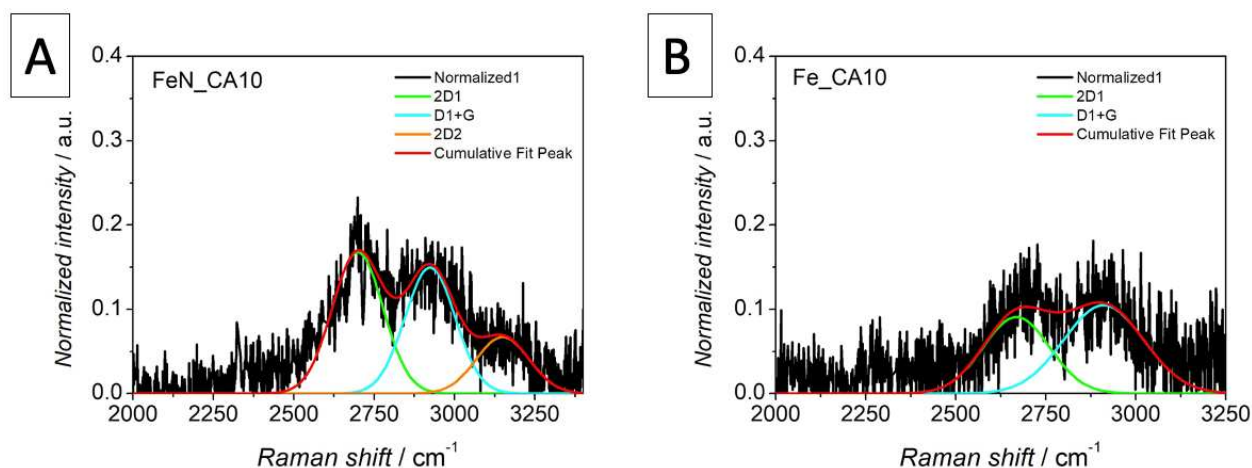 A
FeN_CA10
Normalized1
2D1
D1+G
2D2
Cumulative Fit Peak
Normalized intensity / a.u.
0.4
0.3
0.2
0.1
0.0
2000 2250 2500 2750 3000 3250
Raman shift / cm⁻¹
B
Fe_CA10
Normalized1
2D1
D1+G
Cumulative Fit Peak
Normalized intensity / a.u.
0.4
0.3
0.2
0.1
0.0
2000 2250 2500 2750 3000 3250
Raman shift / cm⁻¹